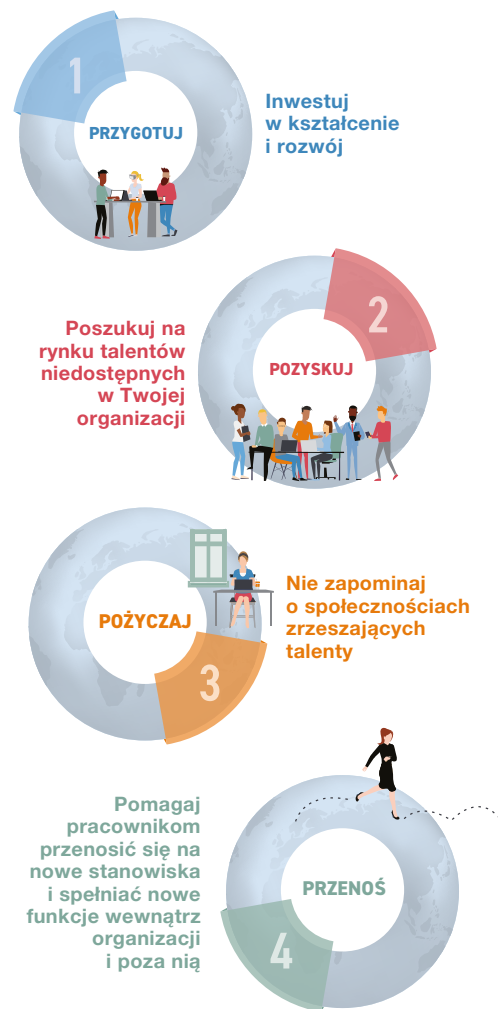 1
PRZYGOTUJ
Inwestuj
w kształcenie
i rozwój
2
POZYSKUJ
Poszukuj na
rynku talentów
niedostępnych
w Twojej
organizacji
POŻYCZAJ
3
Nie zapominaj
o społecznościach
zrzeszających
talenty
Pomagaj
pracownikom
przenosić się na
nowe stanowiska
i spełniać nowe
funkcje wewnątrz
organizacji
i poza nią
PRZENOŚ
4